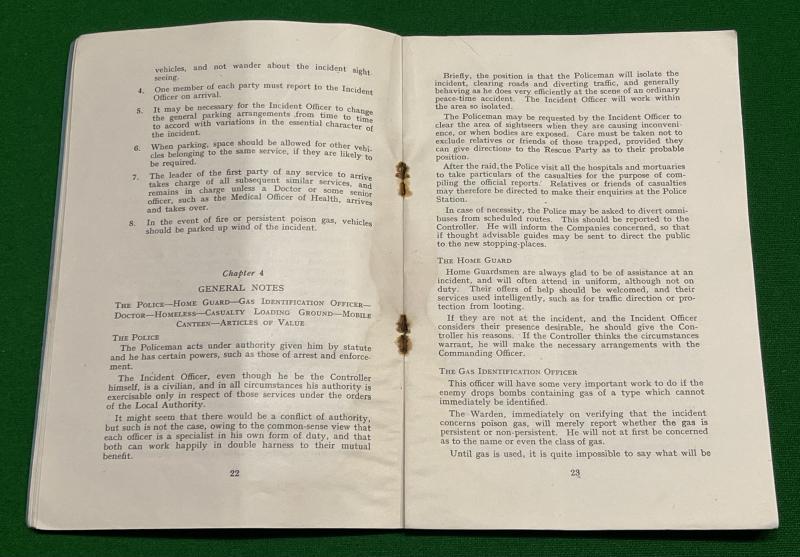 vehicles, and not wander about the incident sight
seeing.
4. One member of each party must report to the Incident
Officer on arrival.
5. It may be necessary for the Incident Officer to change
the general parking arrangements from time to time
to accord with variations in the essential character of
the incident.
6. When parking, space should be allowed for other vehi-
cles belonging to the same service, if they are likely to
be required.
7. The leader of the first party of any service to arrive
takes charge of all subsequent similar services, and
remains in charge unless a Doctor or some senior
officer, such as the Medical Officer of Health, arrives
and takes over.
8. In the event of fire or persistent poison gas, vehicles
should be parked up wind of the incident.
Chapter 4
GENERAL NOTES
The Police—Home Guard—Gas Identification Officer—
Doctor—Homeless—Casualty Loading Ground—Mobile
Canteen—Articles of Value
The Police
The Policeman acts under authority given him by statute
and he has certain powers, such as those of arrest and enforce-
ment.
The Incident Officer, even though he be the Controller
himself, is a civilian, and in all circumstances his authority is
exercisable only in respect of those services under the orders
of the Local Authority.
It might seem that there would be a conflict of authority,
but such is not the case, owing to the common-sense view that
each officer is a specialist in his own form of duty, and that
both can work happily in double harness to their mutual
benefit.
22
Briefly, the position is that the Policeman will isolate the
incident, clearing roads and diverting traffic, and generally
behaving as he does very efficiently at the scene of an ordinary
peace-time accident. The Incident Officer will work within
the area so isolated.
The Policeman may be requested by the Incident Officer to
clear the area of sightseers when they are causing inconveni-
ence, or when bodies are exposed. Care must be taken not to
exclude relatives or friends of those trapped, provided they
can give directions to the Rescue Party as to their probable
position.
After the raid, the Police visit all the hospitals and mortuaries
to take particulars of the casualties for the purpose of com-
piling the official reports. Relatives or friends of casualties
may therefore be directed to make their enquiries at the Police
Station.
In case of necessity, the Police may be asked to divert omni-
buses from scheduled routes. This should be reported to the
Controller. He will inform the Companies concerned, so that
if thought advisable guides may be sent to direct the public
to the new stopping-places.
The Home Guard
Home Guardsmen are always glad to be of assistance at an
incident, and will often attend in uniform, although not on
duty. Their offers of help should be welcomed, and their
services used intelligently, such as for traffic direction or pro-
tection from looting.
If they are not at the incident, and the Incident Officer
considers their presence desirable, he should give the Con-
troller his reasons. If the Controller thinks the circumstances
warrant, he will make the necessary arrangements with the
Commanding Officer.
The Gas Identification Officer
This officer will have some very important work to do if the
enemy drops bombs containing gas of a type which cannot
immediately be identified.
The Warden, immediately on verifying that the incident
concerns poison gas, will merely report whether the gas is
persistent or non-persistent. He will not at first be concerned
as to the name or even the class of gas.
Until gas is used, it is quite impossible to say what will be
23